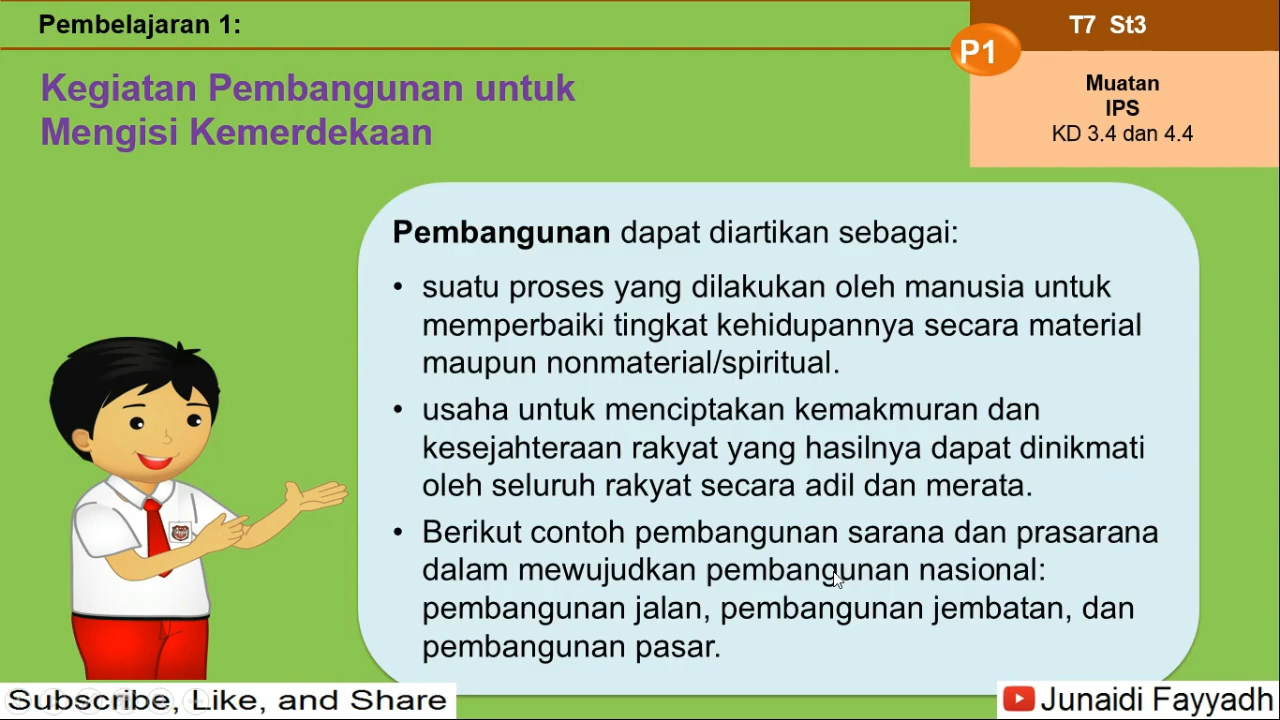 Pembelajaran 1:
T7 St3
P1
Muatan
IPS
KD 3.4 dan 4.4
Kegiatan Pembangunan untuk
Mengisi Kemerdekaan
Pembangunan dapat diartikan sebagai:
• suatu proses yang dilakukan oleh manusia untuk
memperbaiki tingkat kehidupannya secara material
maupun nonmaterial/spiritual.
• usaha untuk menciptakan kemakmuran dan
kesejahteraan rakyat yang hasilnya dapat dinikmati
oleh seluruh rakyat secara adil dan merata.
• Berikut contoh pembangunan sarana dan prasarana
dalam mewujudkan pembangunan nasional:
pembangunan jalan, pembangunan jembatan, dan
pembangunan pasar.
Subscribe, Like, and Share
Junaidi Fayyadh